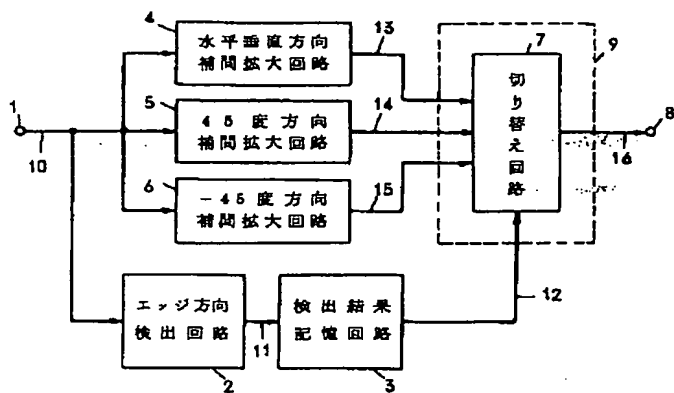 4
水平垂直方向
補間拡大回路
13
5
45度方向
補間拡大回路
14
6
-45度方向
補間拡大回路
15
7
切り替え回路
9
1
10
8
16
エッジ方向
検出回路
2
11
検出結果
記憶回路
3
12